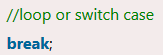 //loop or switch case
break;